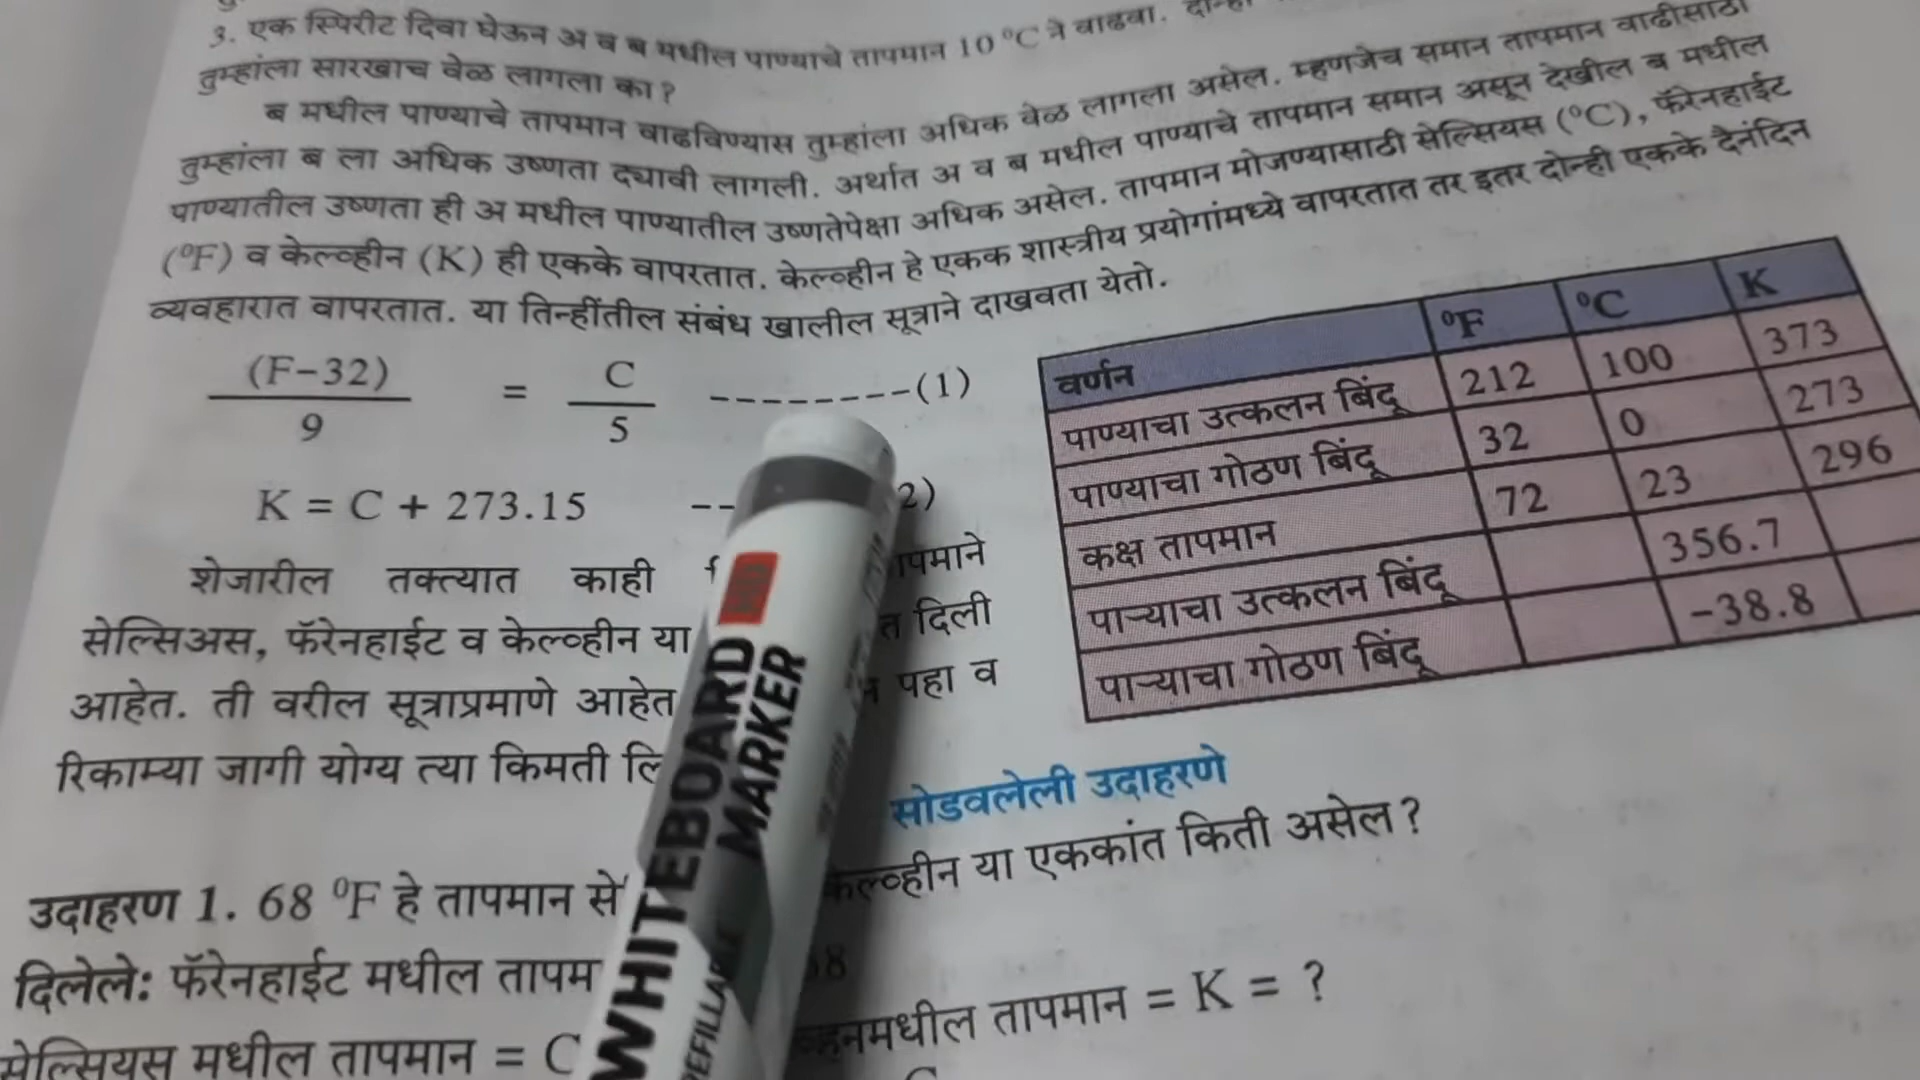 3. एक स्पिरीट दिवा घेऊन अ व ब मधील पाण्याचे तापमान 10 °C ने वाढवा.
तुम्हांला सारखाच वेळ लागला का?
ब मधील पाण्याचे तापमान वाढविण्यास तुम्हांला अधिक वेळ लागला असेल. म्हणजेच समान तापमान वाढीसाठी
तुम्हांला ब ला अधिक उष्णता द्यावी लागली. अर्थात अ व ब मधील पाण्याचे तापमान समान असून देखील ब मधील
पाण्यातील उष्णता ही अ मधील पाण्यातील उष्णतेपेक्षा अधिक असेल. तापमान मोजण्यासाठी सेल्सियस (°C), फॅरेनहाईट
(°F) व केल्व्हीन (K) ही एकके वापरतात. केल्व्हीन हे एकक शास्त्रीय प्रयोगांमध्ये वापरतात तर इतर दोन्ही एकके दैनंदिन
व्यवहारात वापरतात. या तिन्हींतील संबंध खालील सूत्राने दाखवता येतो.
(F-32) / 9 = C / 5 --------(1)
K = C + 273.15 -- 2)
वर्णन °F °C K
पाण्याचा उत्कलन बिंदू 212 100 373
पाण्याचा गोठण बिंदू 32 0 273
कक्ष तापमान 72 23 296
पाऱ्याचा उत्कलन बिंदू 356.7
पाऱ्याचा गोठण बिंदू -38.8
शेजारील तक्त्यात काही
सेल्सिअस, फॅरेनहाईट व केल्व्हीन या दिली
आहेत. ती वरील सूत्राप्रमाणे आहेत पहा व
रिकाम्या जागी योग्य त्या किमती
सोडवलेली उदाहरणे
उदाहरण 1. 68 °F हे तापमान केल्व्हीन या एककांत किती असेल?
दिलेले: फॅरेनहाईट मधील
सेल्सियस मधील तापमान = C तापमान = K = ?
WHITEBOARD
MARKER
REFILLABLE